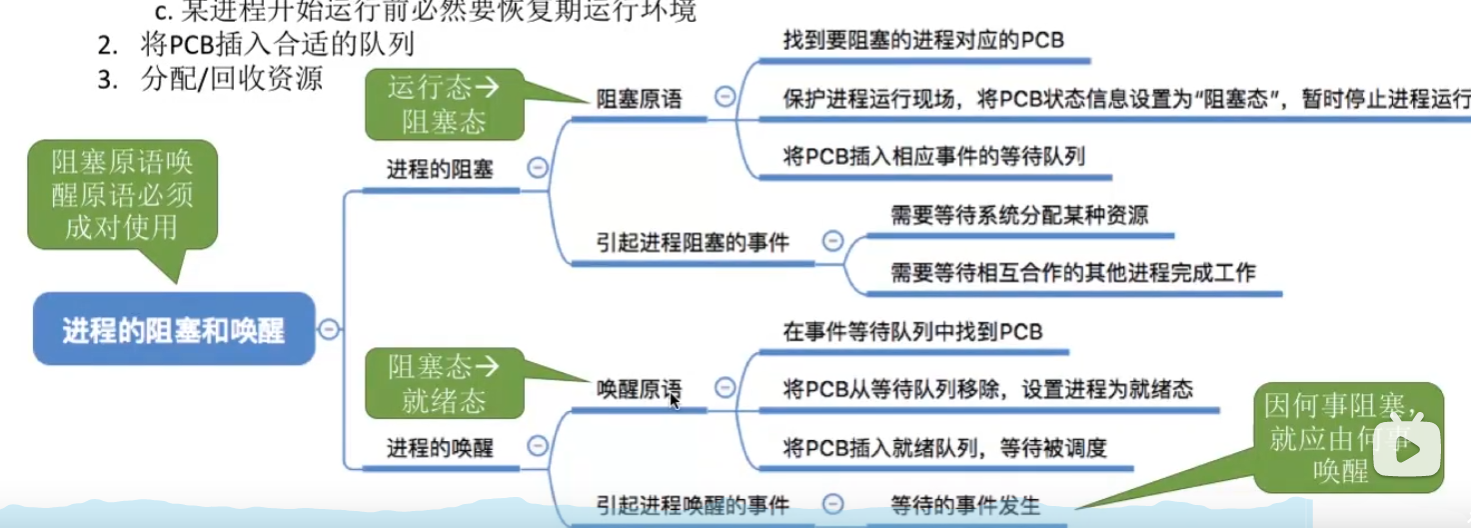 c. 某进程开始运行前必然要恢复期运行环境
2. 将PCB插入合适的队列
3. 分配/回收资源
找到要阻塞的进程对应的PCB
运行态→
阻塞态
阻塞原语
保护进程运行现场，将PCB状态信息设置为“阻塞态”，暂时停止进程运行
将PCB插入相应事件的等待队列
进程的阻塞
阻塞原语唤
醒原语必须
成对使用
引起进程阻塞的事件
需要等待系统分配某种资源
需要等待相互合作的其他进程完成工作
进程的阻塞和唤醒
在事件等待队列中找到PCB
阻塞态→
就绪态
唤醒原语
将PCB从等待队列移除，设置进程为就绪态
将PCB插入就绪队列，等待被调度
进程的唤醒
引起进程唤醒的事件
等待的事件发生
因何事阻塞，
就应由何事
唤醒